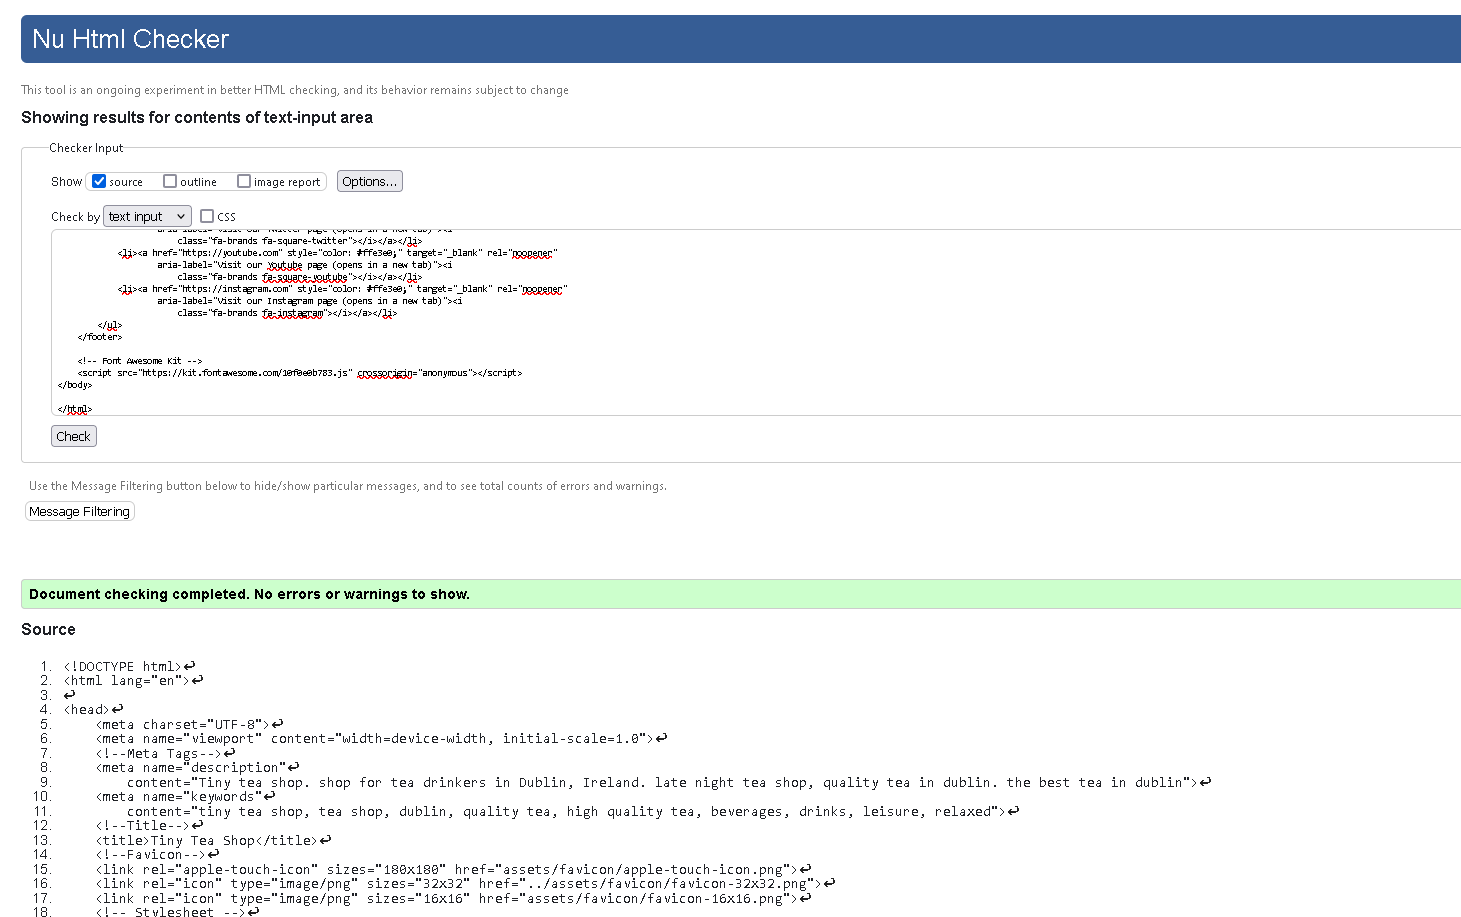 Nu Html Checker
This tool is an ongoing experiment in better HTML checking, and its behavior remains subject to change
Showing results for contents of text-input area
Checker Input
Show source outline image report Options...
Check by text input CSS
aria-label="Visit our Twitter page (opens in a new tab)"><i
class="fa-brands fa-square-twitter"></i></a></li>
<li><a href="https://youtube.com" style="color: #ffe3e0;" target="_blank" rel="noopener"
aria-label="Visit our Youtube page (opens in a new tab)"><i
class="fa-brands fa-square-youtube"></i></a></li>
<li><a href="https://instagram.com" style="color: #ffe3e0;" target="_blank" rel="noopener"
aria-label="Visit our Instagram page (opens in a new tab)"><i
class="fa-brands fa-instagram"></i></a></li>
</ul>
</footer>
<!-- Font Awesome Kit -->
<script src="https://kit.fontawesome.com/10f0e0b783.js" crossorigin="anonymous"></script>
</body>
</html>
Check
Use the Message Filtering button below to hide/show particular messages, and to see total counts of errors and warnings.
Message Filtering
Document checking completed. No errors or warnings to show.
Source
1. <!DOCTYPE html>↩
2. <html lang="en">↩
3. ↩
4. <head>↩
5. <meta charset="UTF-8">↩
6. <meta name="viewport" content="width=device-width, initial-scale=1.0">↩
7. <!--Meta Tags-->↩
8. <meta name="description"↩
9. content="Tiny tea shop. shop for tea drinkers in Dublin, Ireland. late night tea shop, quality tea in dublin. the best tea in dublin">↩
10. <meta name="keywords"↩
11. content="tiny tea shop, tea shop, dublin, quality tea, high quality tea, beverages, drinks, leisure, relaxed">↩
12. <!--Title-->↩
13. <title>Tiny Tea Shop</title>↩
14. <!--Favicon-->↩
15. <link rel="apple-touch-icon" sizes="180x180" href="assets/favicon/apple-touch-icon.png">↩
16. <link rel="icon" type="image/png" sizes="32x32" href="../assets/favicon/favicon-32x32.png">↩
17. <link rel="icon" type="image/png" sizes="16x16" href="assets/favicon/favicon-16x16.png">↩
18. <!-- Stylesheet -->↩